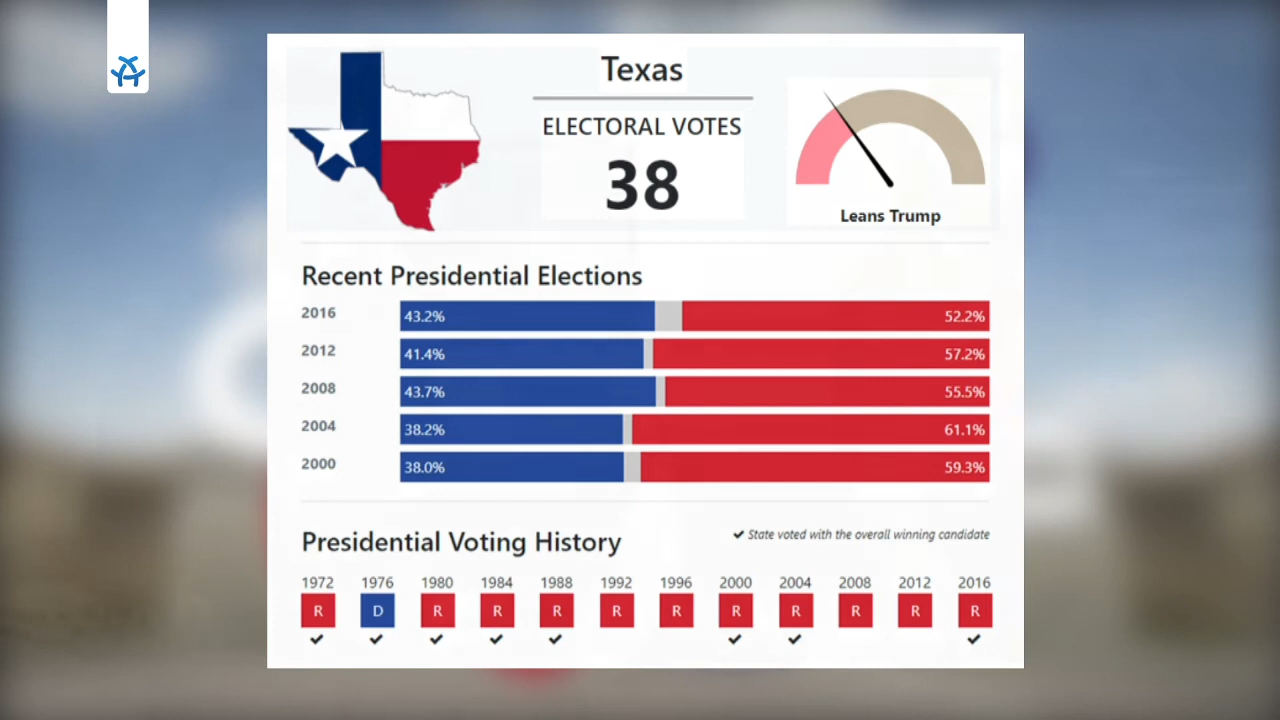 Texas
ELECTORAL VOTES
38
Leans Trump
Recent Presidential Elections
2016 43.2% 52.2%
2012 41.4% 57.2%
2008 43.7% 55.5%
2004 38.2% 61.1%
2000 38.0% 59.3%
Presidential Voting History
✔ State voted with the overall winning candidate
1972 1976 1980 1984 1988 1992 1996 2000 2004 2008 2012 2016
R D R R R R R R R R R R
✔ ✔ ✔ ✔ ✔ ✔ ✔ ✔